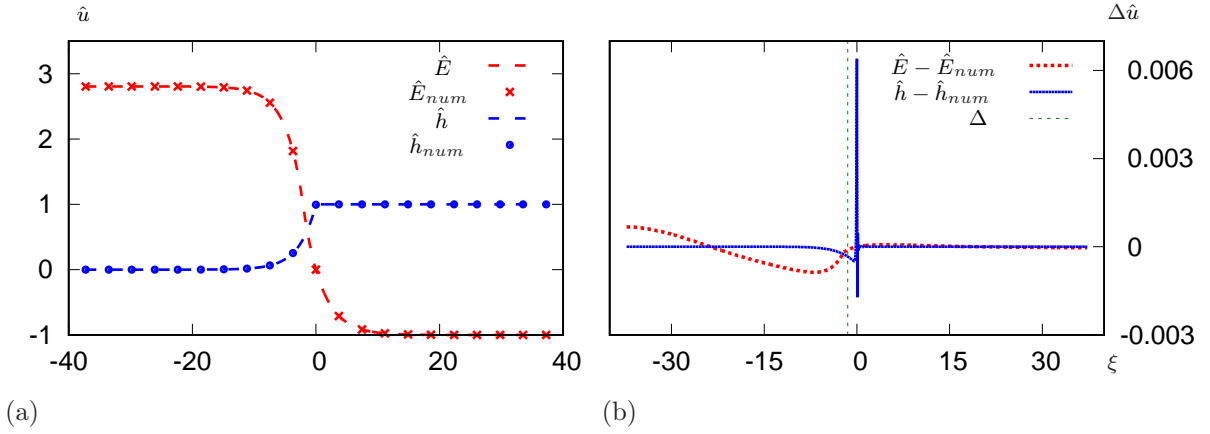 û
3
2
1
0
-1
-40
-20
0
20
40
Ê
Ê_num
ĥ
ĥ_num
(a)
Δû
0.006
0.003
0
-0.003
-30
-15
0
15
30
ξ
Ê − Ê_num
ĥ − ĥ_num
Δ
(b)